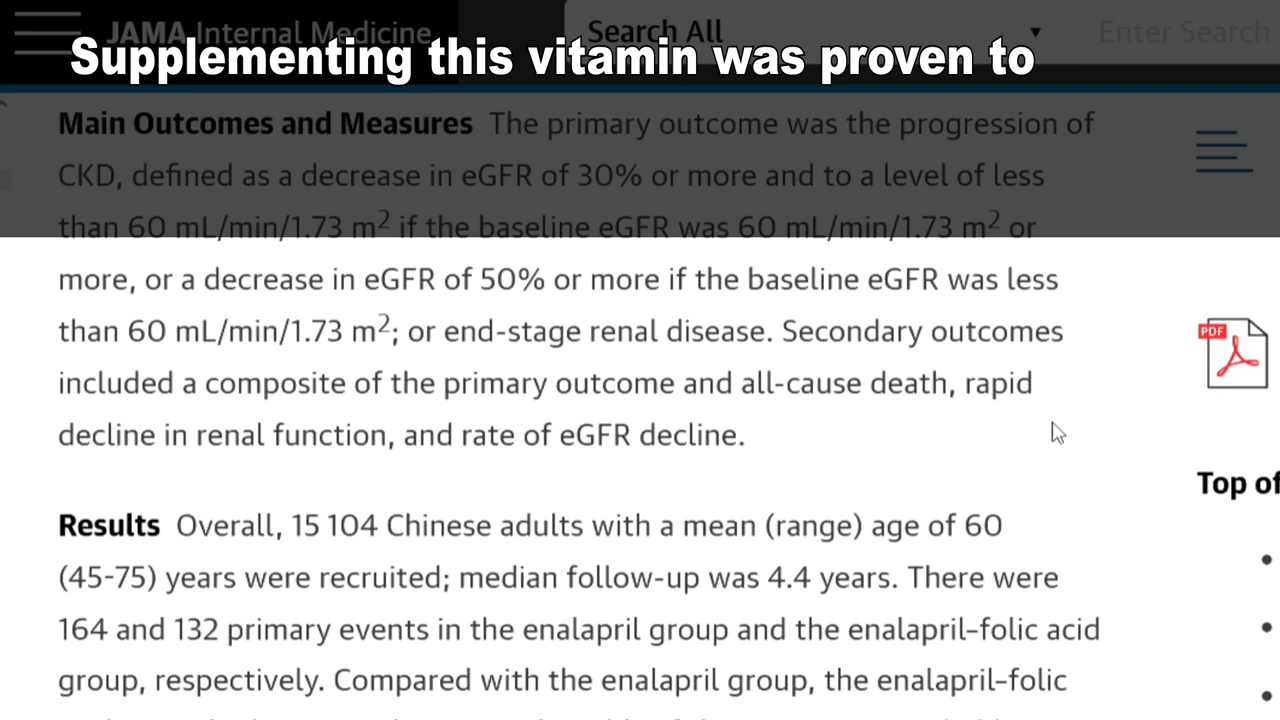 JAMA Internal Medicine
Search All
Enter Search
Supplementing this vitamin was proven to
Main Outcomes and Measures The primary outcome was the progression of
CKD, defined as a decrease in eGFR of 30% or more and to a level of less
than 60 mL/min/1.73 m² if the baseline eGFR was 60 mL/min/1.73 m² or
more, or a decrease in eGFR of 50% or more if the baseline eGFR was less
than 60 mL/min/1.73 m²; or end-stage renal disease. Secondary outcomes
included a composite of the primary outcome and all-cause death, rapid
decline in renal function, and rate of eGFR decline.
PDF
Top of
Results Overall, 15 104 Chinese adults with a mean (range) age of 60
(45-75) years were recruited; median follow-up was 4.4 years. There were
164 and 132 primary events in the enalapril group and the enalapril–folic acid
group, respectively. Compared with the enalapril group, the enalapril–folic